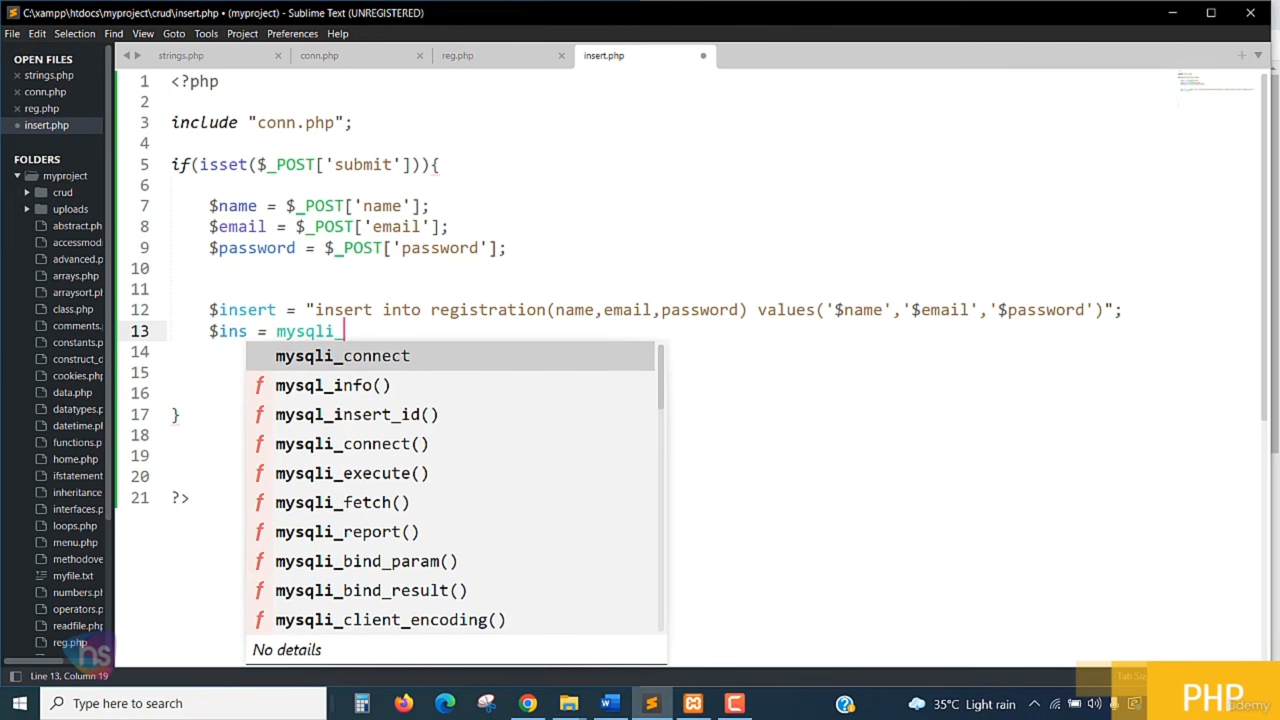 C:\xampp\htdocs\myproject\crud\insert.php • (myproject) - Sublime Text (UNREGISTERED)
File Edit Selection Find View Goto Tools Project Preferences Help
OPEN FILES
strings.php
conn.php
reg.php
insert.php
FOLDERS
myproject
crud
uploads
abstract.ph
accessmod
advanced.p
arrays.php
arraysort.ph
class.php
comments.
constants.p
construct_d
cookies.php
data.php
datatypes.p
datetime.ph
functions.p
home.php
ifstatement
inheritance
interfaces.p
loops.php
menu.php
methodove
myfile.txt
numbers.ph
operators.p
readfile.php
reg.php
strings.php conn.php reg.php insert.php
1 <?php
2
3 include "conn.php";
4
5 if(isset($_POST['submit'])){
6
7 $name = $_POST['name'];
8 $email = $_POST['email'];
9 $password = $_POST['password'];
10
11
12 $insert = "insert into registration(name,email,password) values('$name','$email','$password')";
13 $ins = mysqli_
14
15
16
17 }
18
19
20
21 ?>
mysqli_connect
f mysql_info()
f mysql_insert_id()
f mysqli_connect()
f mysqli_execute()
f mysqli_fetch()
f mysqli_report()
f mysqli_bind_param()
f mysqli_bind_result()
f mysqli_client_encoding()
No details
hs
Line 13, Column 19
Type here to search
35°C Light rain
PHP